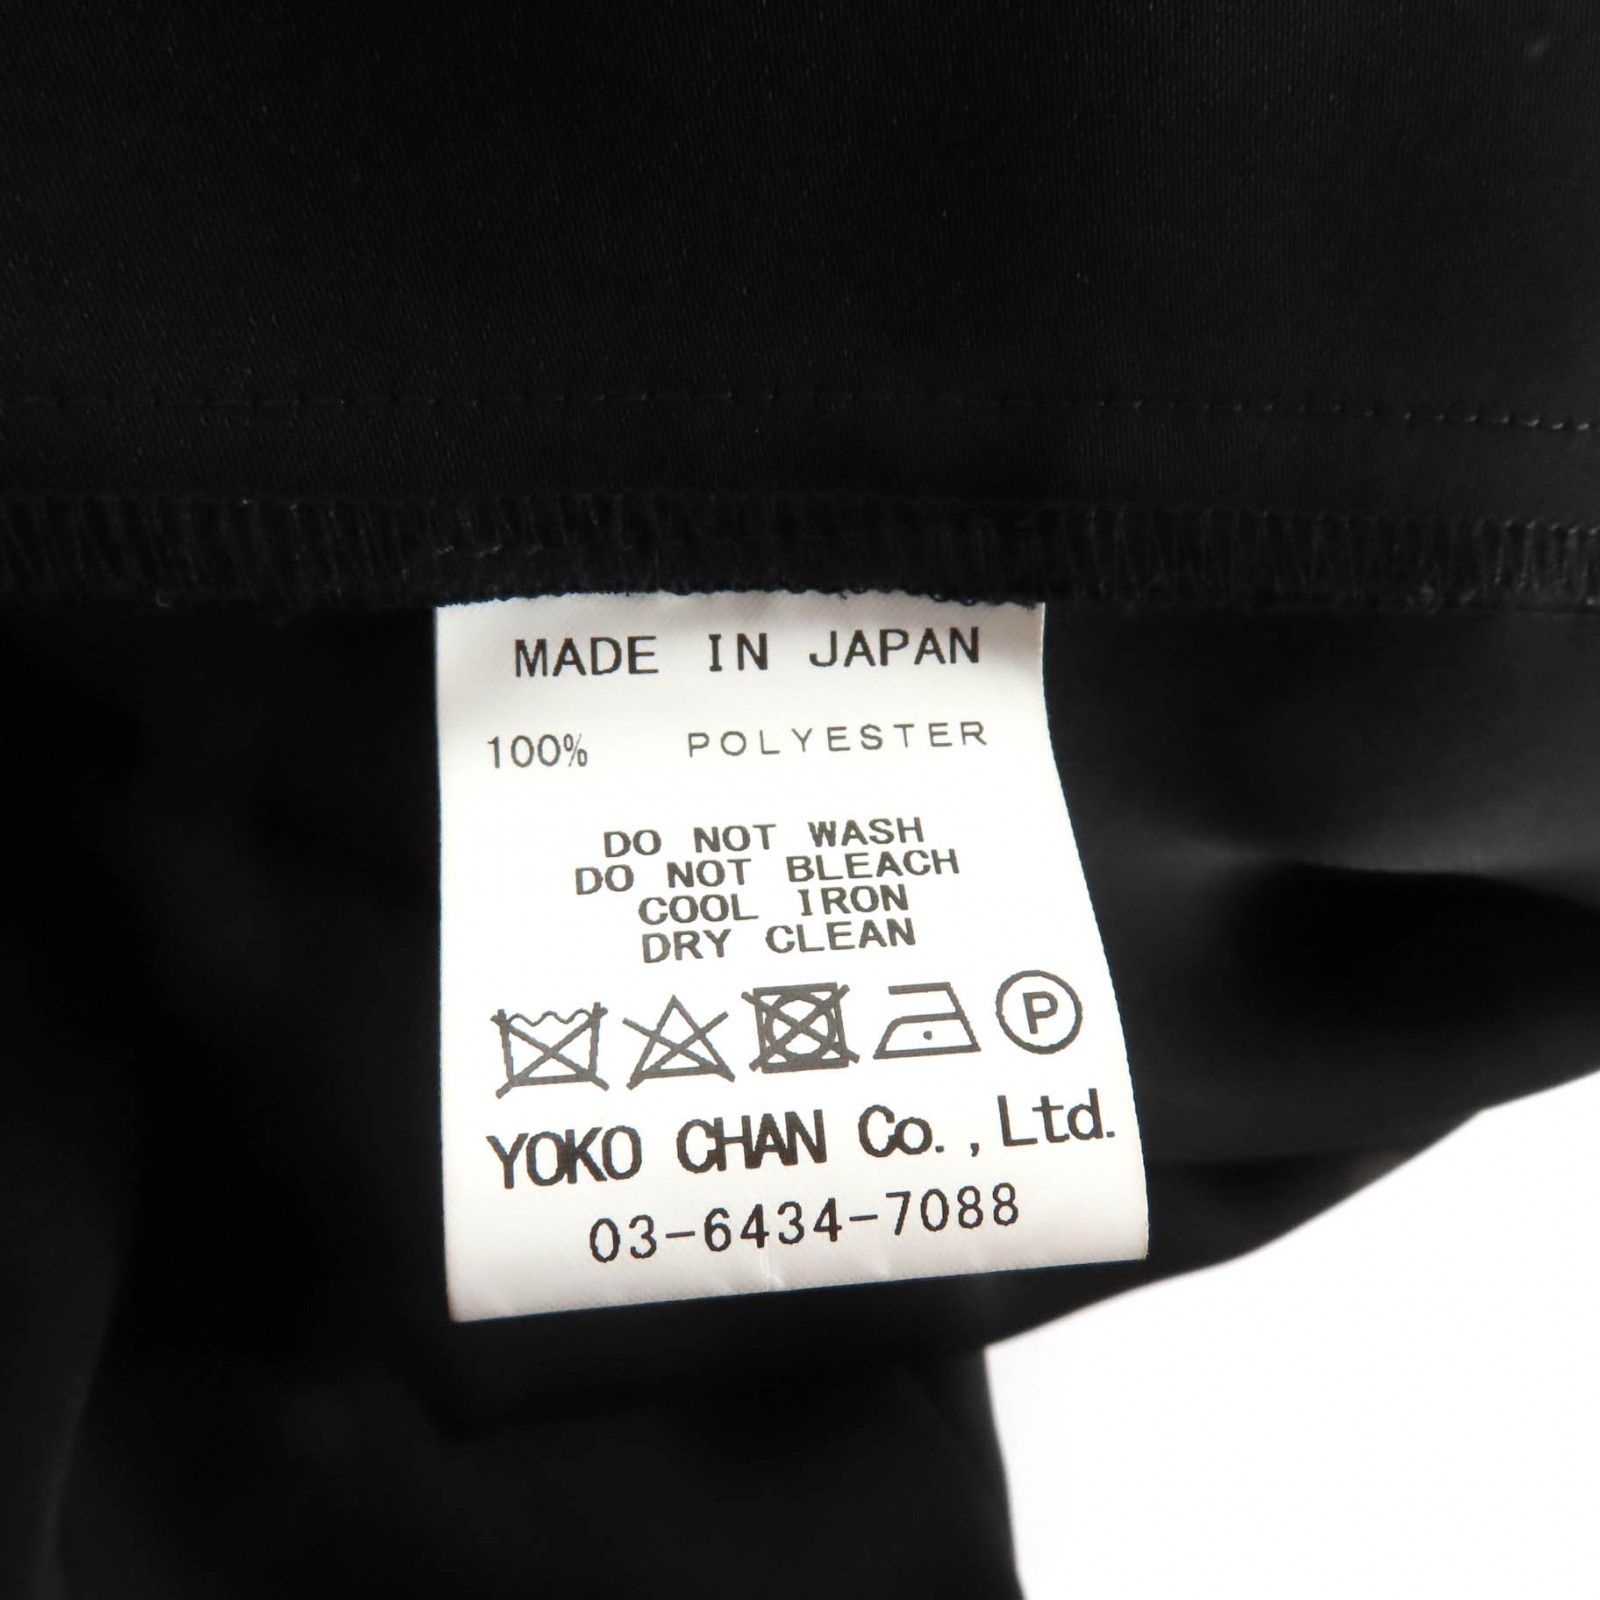 MADE IN JAPAN
100% POLYESTER
DO NOT WASH
DO NOT BLEACH
COOL IRON
DRY CLEAN
P
YOKO CHAN Co., Ltd.
03-6434-7088